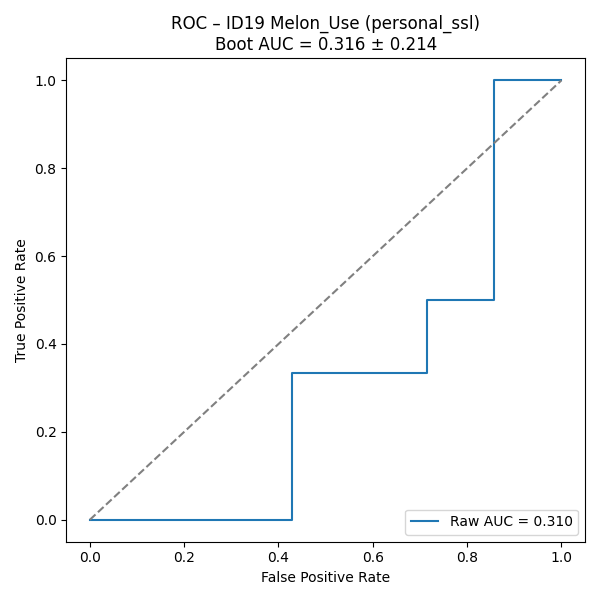 ROC – ID19 Melon_Use (personal_ssl)
Boot AUC = 0.316 ± 0.214
1.0
0.8
0.6
0.4
0.2
0.0
True Positive Rate
Raw AUC = 0.310
0.0 0.2 0.4 0.6 0.8 1.0
False Positive Rate